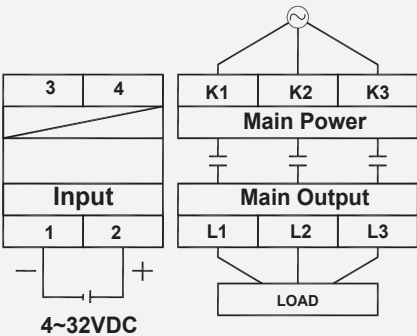 3 4 K1 K2 K3
Main Power
Input Main Output
1 2 L1 L2 L3
− +
LOAD
4~32VDC